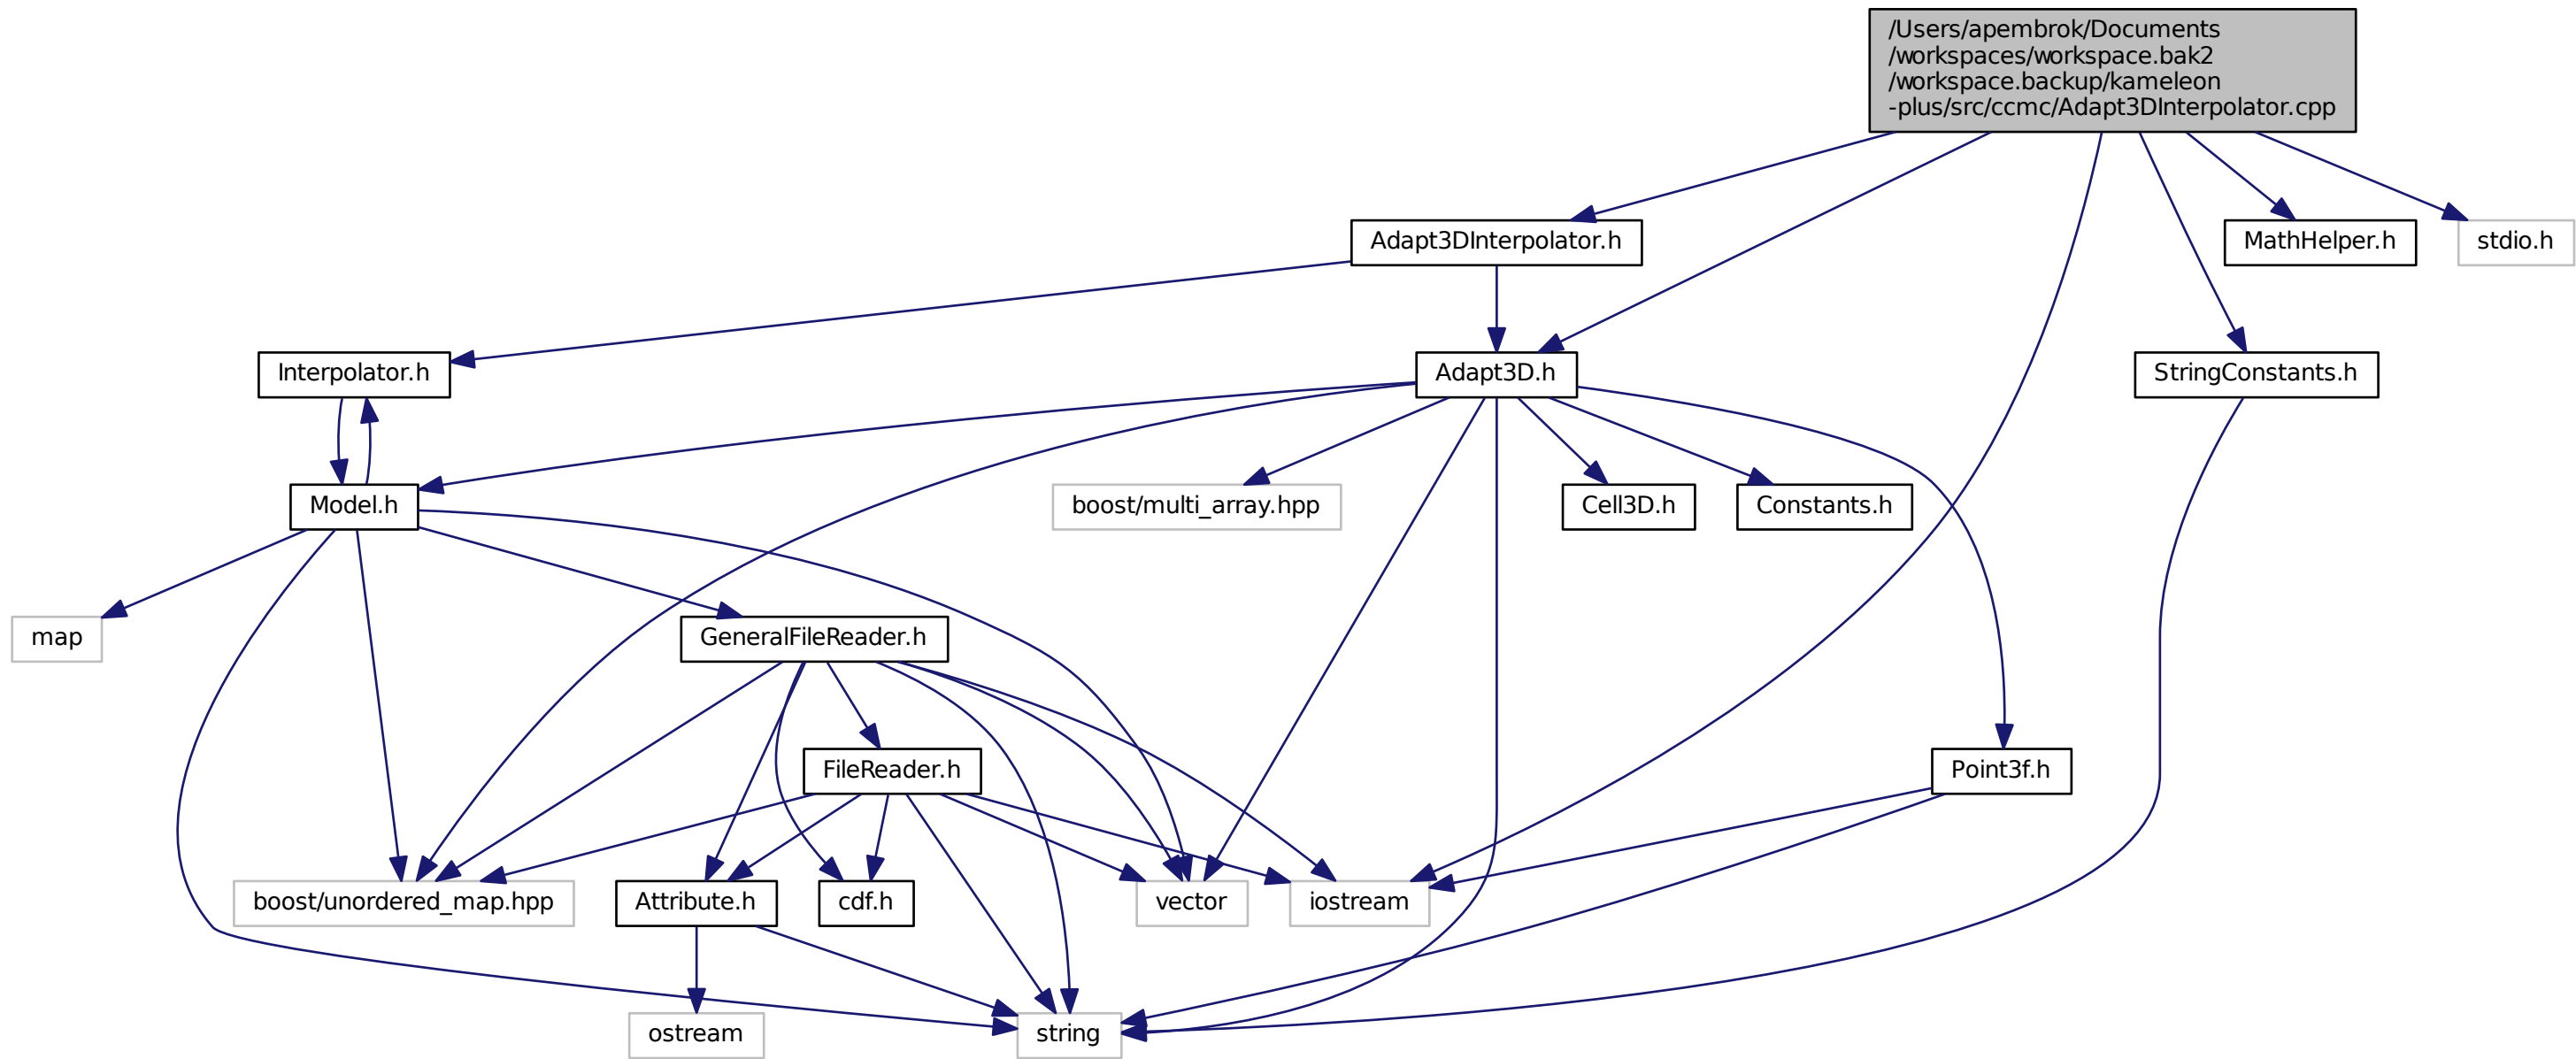 /Users/apembrok/Documents
/workspaces/workspace.bak2
/workspace.backup/kameleon
-plus/src/ccmc/Adapt3DInterpolator.cpp
Adapt3DInterpolator.h
MathHelper.h
stdio.h
Interpolator.h
Adapt3D.h
StringConstants.h
Model.h
boost/multi_array.hpp
Cell3D.h
Constants.h
map
GeneralFileReader.h
FileReader.h
Point3f.h
boost/unordered_map.hpp
Attribute.h
cdf.h
vector
iostream
ostream
string